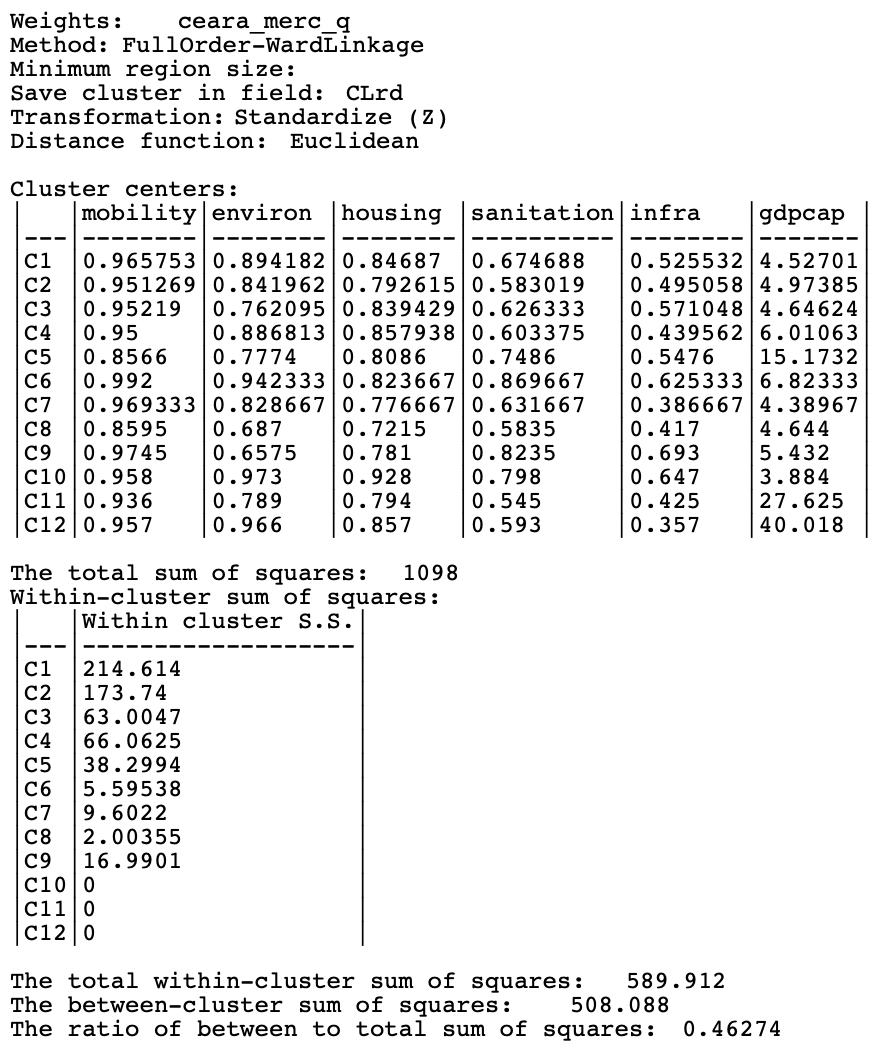 Weights: ceara_merc_q
Method: FullOrder-WardLinkage
Minimum region size:
Save cluster in field: CLrd
Transformation: Standardize (Z)
Distance function: Euclidean
Cluster centers:
| |mobility|environ |housing |sanitation|infra |gdpcap |
|---|--------|--------|--------|----------|--------|-------|
|C1 |0.965753|0.894182|0.84687 |0.674688 |0.525532|4.52701|
|C2 |0.951269|0.841962|0.792615|0.583019 |0.495058|4.97385|
|C3 |0.95219 |0.762095|0.839429|0.626333 |0.571048|4.64624|
|C4 |0.95 |0.886813|0.857938|0.603375 |0.439562|6.01063|
|C5 |0.8566 |0.7774 |0.8086 |0.7486 |0.5476 |15.1732|
|C6 |0.992 |0.942333|0.823667|0.869667 |0.625333|6.82333|
|C7 |0.969333|0.828667|0.776667|0.631667 |0.386667|4.38967|
|C8 |0.8595 |0.687 |0.7215 |0.5835 |0.417 |4.644 |
|C9 |0.9745 |0.6575 |0.781 |0.8235 |0.693 |5.432 |
|C10|0.958 |0.973 |0.928 |0.798 |0.647 |3.884 |
|C11|0.936 |0.789 |0.794 |0.545 |0.425 |27.625 |
|C12|0.957 |0.966 |0.857 |0.593 |0.357 |40.018 |
The total sum of squares: 1098
Within-cluster sum of squares:
| |Within cluster S.S.|
|---|-------------------|
|C1 |214.614 |
|C2 |173.74 |
|C3 |63.0047 |
|C4 |66.0625 |
|C5 |38.2994 |
|C6 |5.59538 |
|C7 |9.6022 |
|C8 |2.00355 |
|C9 |16.9901 |
|C10|0 |
|C11|0 |
|C12|0 |
The total within-cluster sum of squares: 589.912
The between-cluster sum of squares: 508.088
The ratio of between to total sum of squares: 0.46274